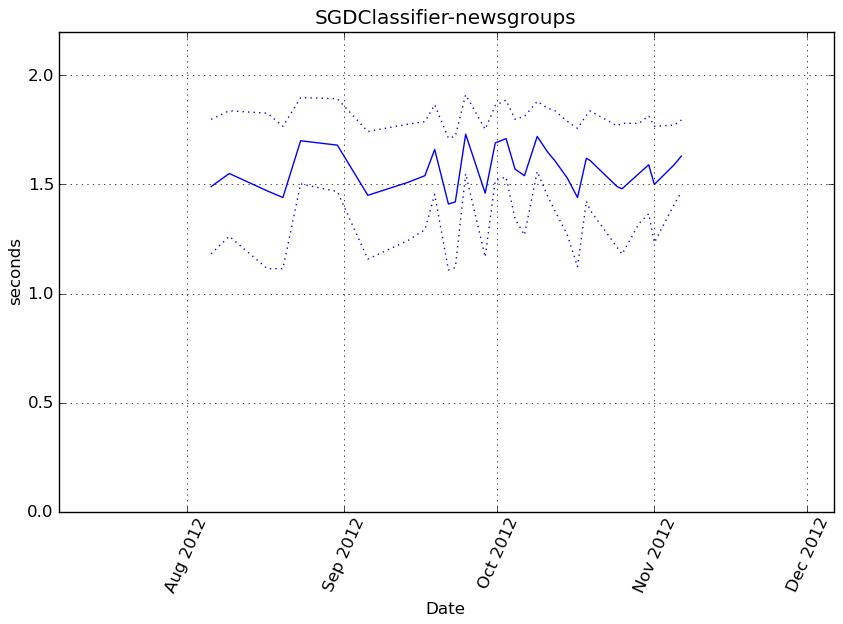 SGDClassifier-newsgroups
2.0
1.5
1.0
0.5
0.0
seconds
Aug 2012
Sep 2012
Oct 2012
Nov 2012
Dec 2012
Date